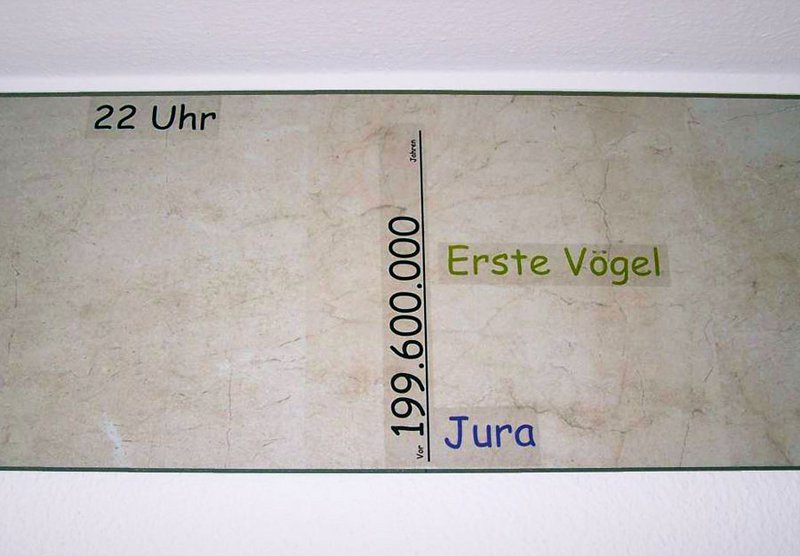 22 Uhr
Vor 199.600.000 Jahren
Erste Vögel
Jura